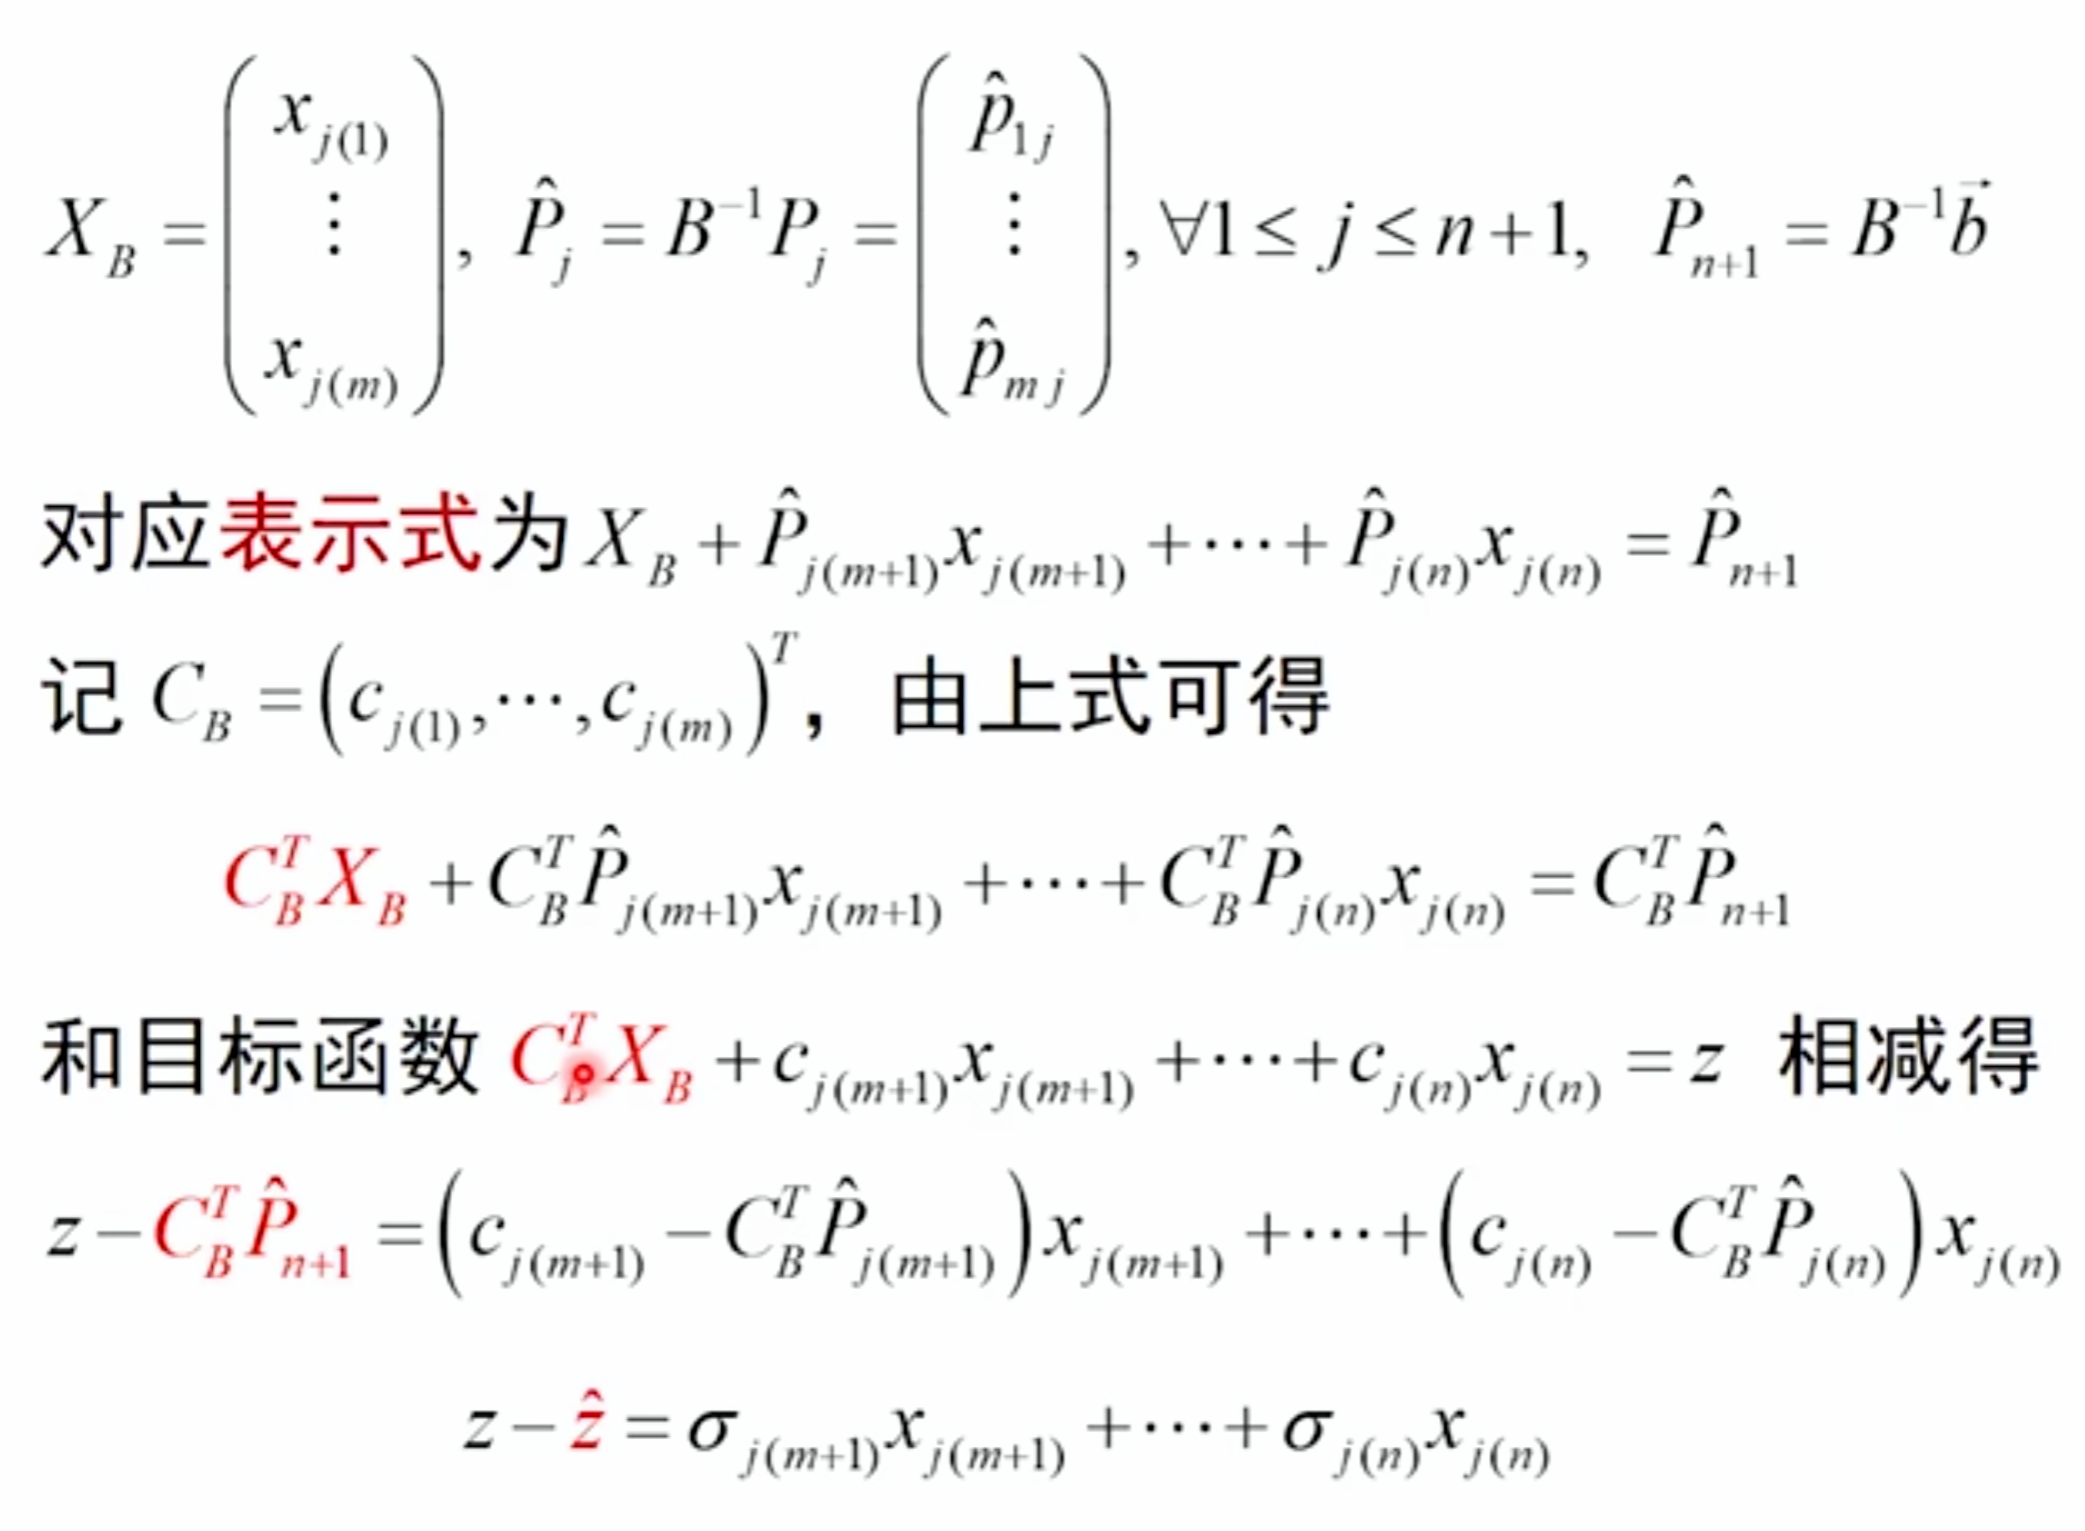 $X_B = \begin{pmatrix} x_{j(1)} \\ \vdots \\ x_{j(m)} \end{pmatrix}, \hat{P}_j = B^{-1}P_j = \begin{pmatrix} \hat{p}_{1j} \\ \vdots \\ \hat{p}_{mj} \end{pmatrix}, \forall 1 \le j \le n+1, \hat{P}_{n+1} = B^{-1}\vec{b}$
对应表示式为 $X_B + \hat{P}_{j(m+1)}x_{j(m+1)} + \cdots + \hat{P}_{j(n)}x_{j(n)} = \hat{P}_{n+1}$
记 $C_B = \left(c_{j(1)}, \cdots, c_{j(m)}\right)^T$，由上式可得
$C_B^T X_B + C_B^T \hat{P}_{j(m+1)}x_{j(m+1)} + \cdots + C_B^T \hat{P}_{j(n)}x_{j(n)} = C_B^T \hat{P}_{n+1}$
和目标函数 $C_B^T X_B + c_{j(m+1)}x_{j(m+1)} + \cdots + c_{j(n)}x_{j(n)} = z$ 相减得
$z - C_B^T \hat{P}_{n+1} = \left(c_{j(m+1)} - C_B^T \hat{P}_{j(m+1)}\right)x_{j(m+1)} + \cdots + \left(c_{j(n)} - C_B^T \hat{P}_{j(n)}\right)x_{j(n)}$
$z - \hat{z} = \sigma_{j(m+1)}x_{j(m+1)} + \cdots + \sigma_{j(n)}x_{j(n)}$